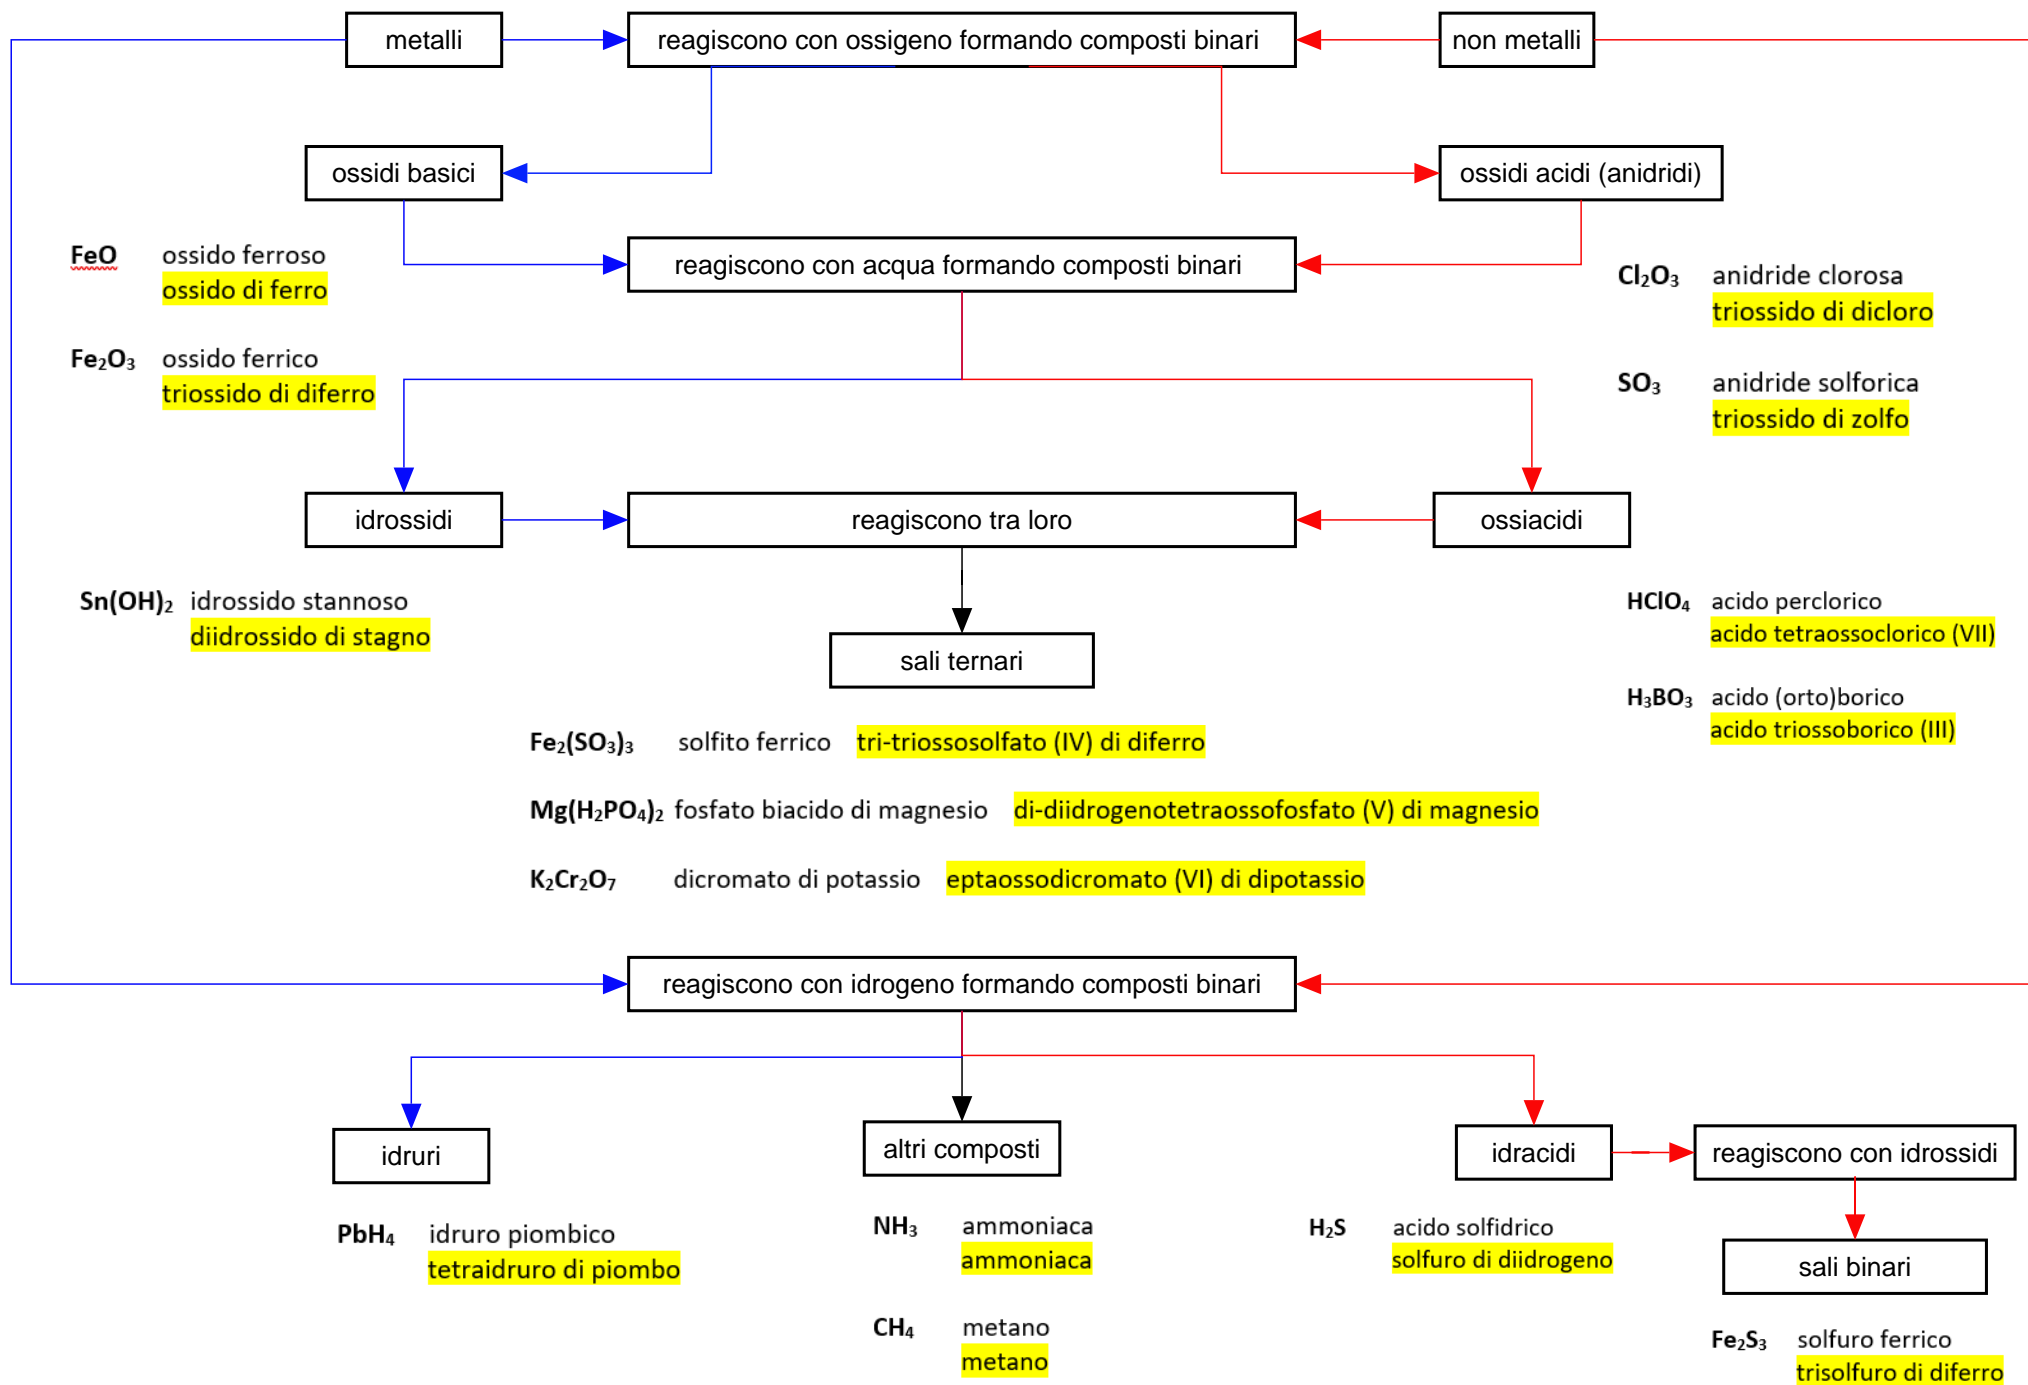 metalli
reagiscono con ossigeno formando composti binari
non metalli
ossidi basici
ossidi acidi (anidridi)
FeO ossido ferroso
ossido di ferro
reagiscono con acqua formando composti binari
Cl₂O₃ anidride clorosa
triossido di dicloro
Fe₂O₃ ossido ferrico
triossido di diferro
SO₃ anidride solforica
triossido di zolfo
idrossidi
reagiscono tra loro
ossiacidi
Sn(OH)₂ idrossido stannoso
diidrossido di stagno
HClO₄ acido perclorico
acido tetraossoclorico (VII)
sali ternari
H₃BO₃ acido (orto)borico
acido triossoborico (III)
Fe₂(SO₃)₃ solfito ferrico tri-triossosolfato (IV) di diferro
Mg(H₂PO₄)₂ fosfato biacido di magnesio di-diidrogenotetraossofosfato (V) di magnesio
K₂Cr₂O₇ dicromato di potassio eptaossodicromato (VI) di dipotassio
reagiscono con idrogeno formando composti binari
idruri
altri composti
idracidi
reagiscono con idrossidi
PbH₄ idruro piombico
tetraidruro di piombo
NH₃ ammoniaca
ammoniaca
H₂S acido solfidrico
solfuro di diidrogeno
sali binari
CH₄ metano
metano
Fe₂S₃ solfuro ferrico
trisolfuro di diferro